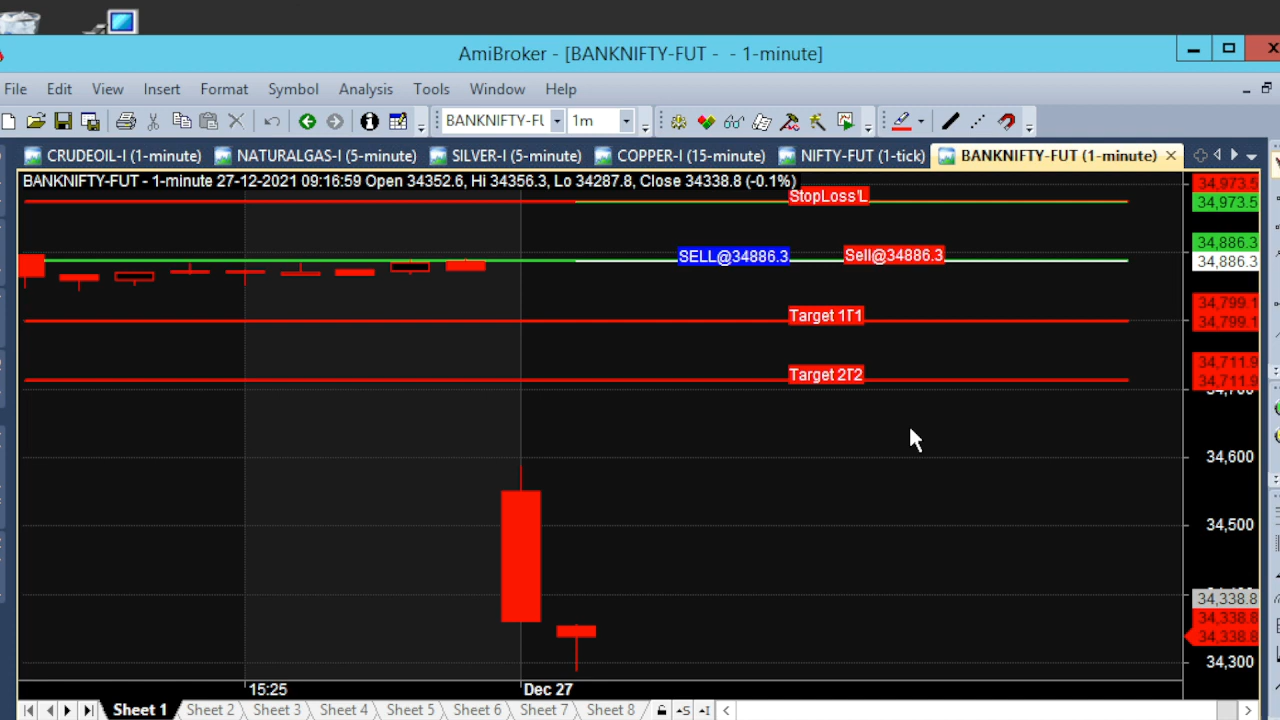 AmiBroker - [BANKNIFTY-FUT - - 1-minute]
File Edit View Insert Format Symbol Analysis Tools Window Help
BANKNIFTY-FU 1m
CRUDEOIL-I (1-minute) NATURALGAS-I (5-minute) SILVER-I (5-minute) COPPER-I (15-minute) NIFTY-FUT (1-tick) BANKNIFTY-FUT (1-minute)
BANKNIFTY-FUT - 1-minute 27-12-2021 09:16:59 Open 34352.6, Hi 34356.3, Lo 34287.8, Close 34338.8 (-0.1%)
34,973.5
StopLoss'L
34,973.5
34,886.3
SELL@34886.3 Sell@34886.3
34,886.3
34,799.1
Target 1T1
34,799.1
34,711.9
Target 2T2
34,711.9
34,700
34,600
34,500
34,338.8
34,338.8
34,338.8
34,300
15:25 Dec 27
Sheet 1 Sheet 2 Sheet 3 Sheet 4 Sheet 5 Sheet 6 Sheet 7 Sheet 8